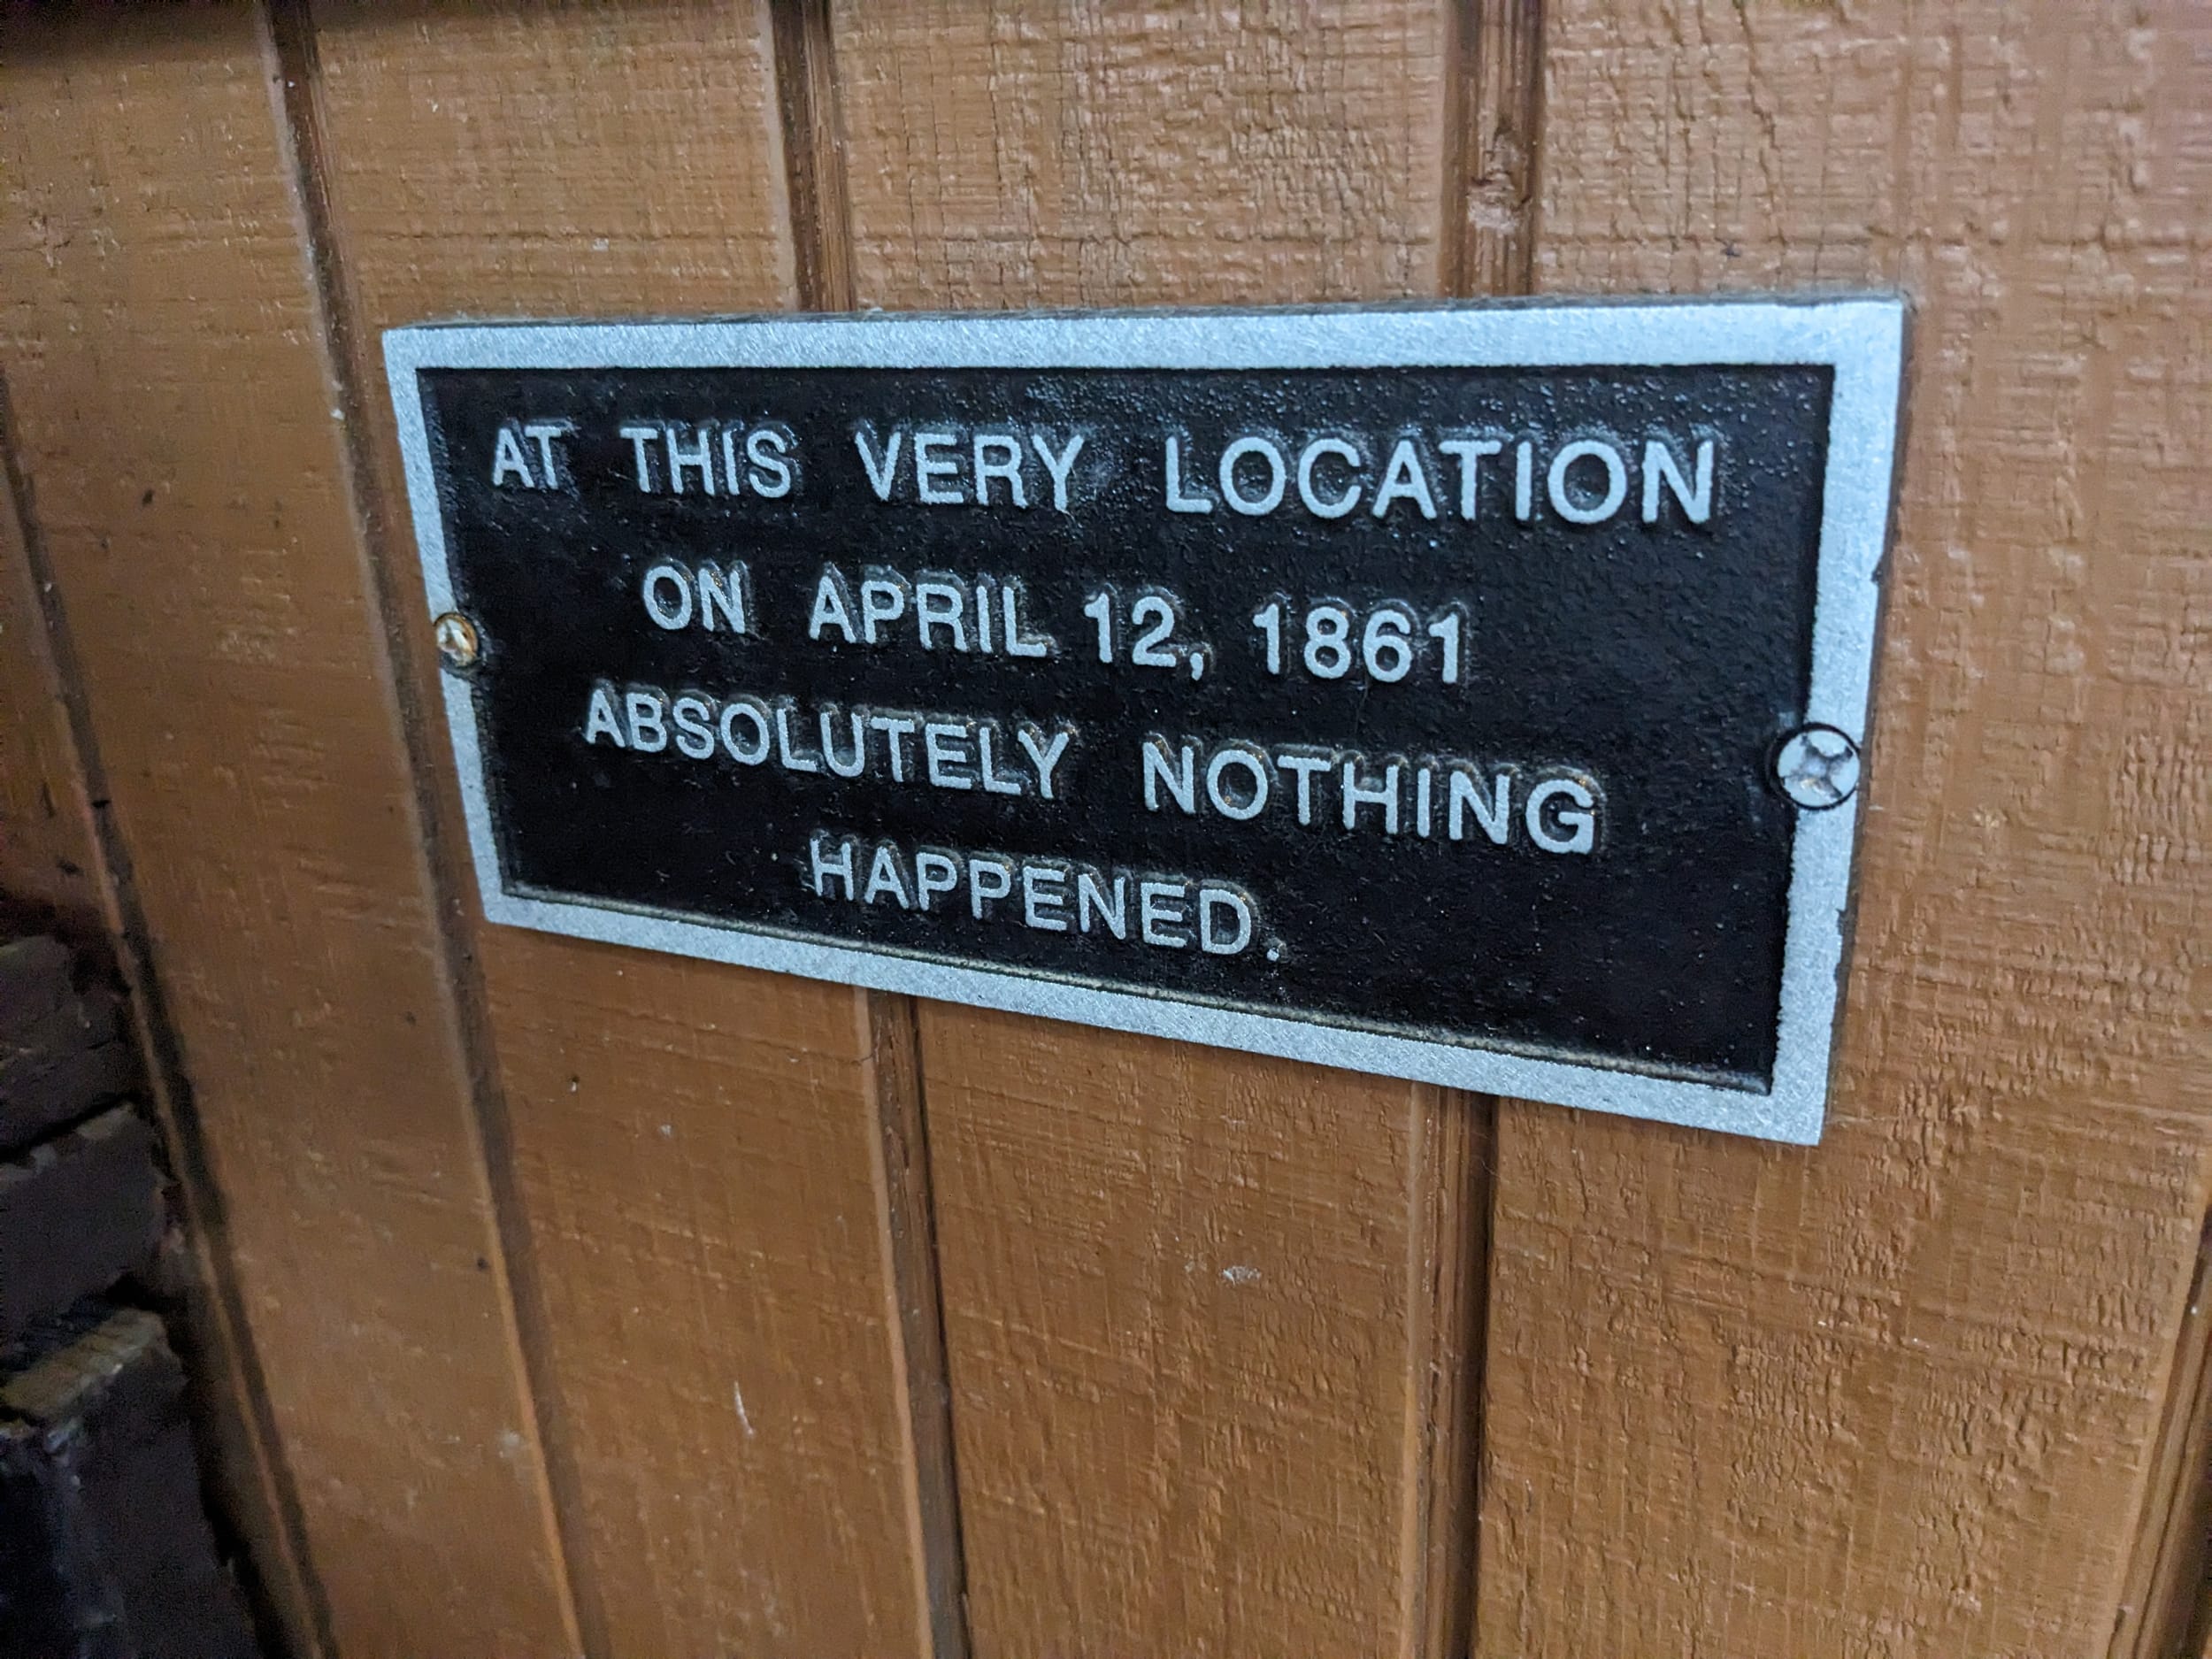 AT THIS VERY LOCATION
ON APRIL 12, 1861
ABSOLUTELY NOTHING
HAPPENED.